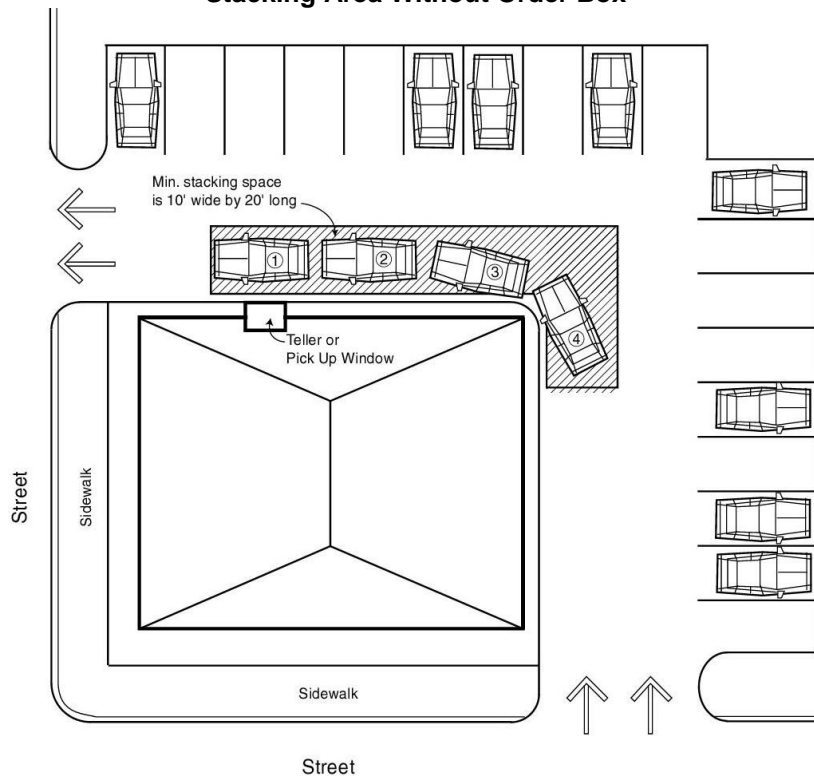 Stacking Area Without Order Box
Min. stacking space
is 10' wide by 20' long
①
②
③
④
Teller or
Pick Up Window
Street
Sidewalk
Sidewalk
Street